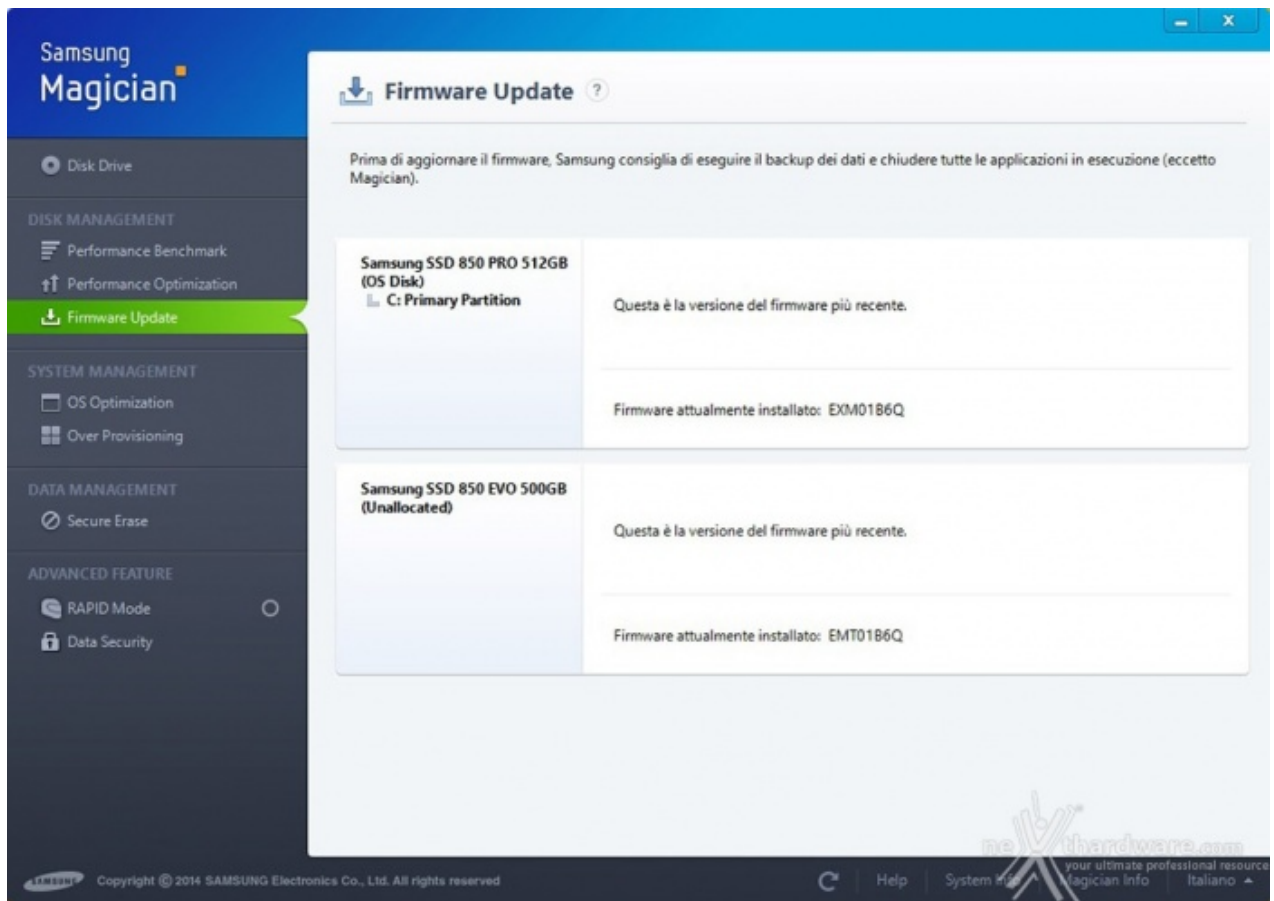 Samsung
Magician
Firmware Update ?
Disk Drive
DISK MANAGEMENT
Performance Benchmark
Performance Optimization
Firmware Update
SYSTEM MANAGEMENT
OS Optimization
Over Provisioning
DATA MANAGEMENT
Secure Erase
ADVANCED FEATURE
RAPID Mode
Data Security
Prima di aggiornare il firmware, Samsung consiglia di eseguire il backup dei dati e chiudere tutte le applicazioni in esecuzione (eccetto
Magician).
Samsung SSD 850 PRO 512GB
(OS Disk)
C: Primary Partition
Questa è la versione del firmware più recente.
Firmware attualmente installato: EXM01B6Q
Samsung SSD 850 EVO 500GB
(Unallocated)
Questa è la versione del firmware più recente.
Firmware attualmente installato: EMT01B6Q
nexthardware.com
your ultimate professional resource
SAMSUNG
Copyright © 2014 SAMSUNG Electronics Co., Ltd. All rights reserved
Help
System Info
Magician Info
Italiano